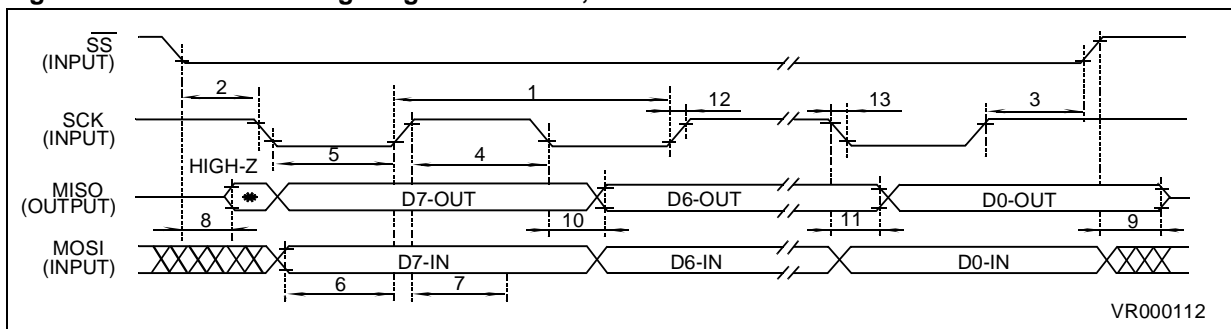 SS
(INPUT)
2
1
12
13
3
SCK
(INPUT)
5
4
HIGH-Z
MISO
(OUTPUT)
D7-OUT
D6-OUT
D0-OUT
8
10
11
9
MOSI
(INPUT)
D7-IN
D6-IN
D0-IN
6
7
VR000112